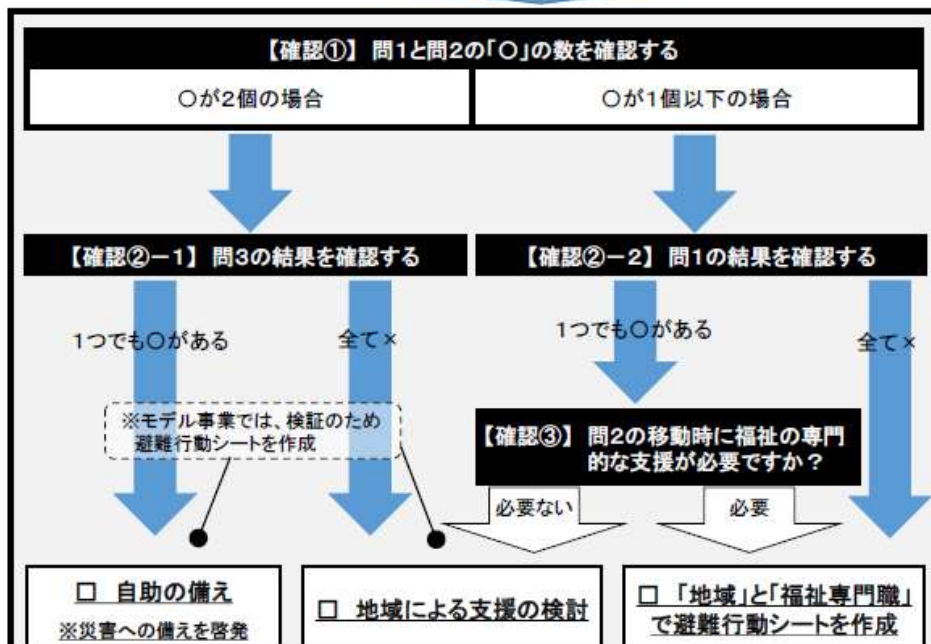 【確認①】 問1と問2の「〇」の数を確認する
〇が2個の場合
〇が1個以下の場合
【確認②－1】 問3の結果を確認する
【確認②－2】 問1の結果を確認する
1つでも〇がある
全て×
1つでも〇がある
全て×
※モデル事業では、検証のため
避難行動シートを作成
【確認③】 問2の移動時に福祉の専門
的な支援が必要ですか？
必要ない
必要
□ 自助の備え
※災害への備えを啓発
□ 地域による支援の検討
□ 「地域」と「福祉専門職」
で避難行動シートを作成